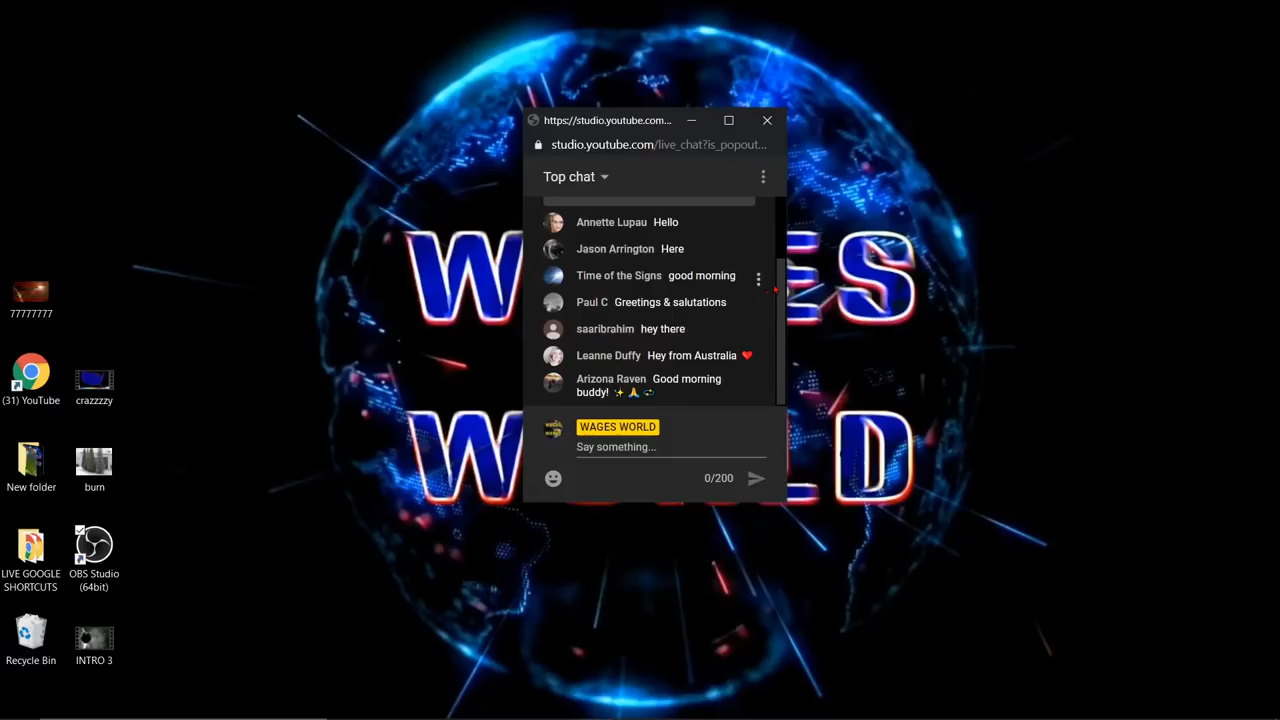 https://studio.youtube.com...
studio.youtube.com/live_chat?is_popout...
Top chat
Annette Lupau Hello
Jason Arrington Here
Time of the Signs good morning
Paul C Greetings & salutations
saaribrahim hey there
Leanne Duffy Hey from Australia ❤️
Arizona Raven Good morning
buddy! ✨ 🙏
WAGES WORLD
Say something...
0/200
W ES
W LD
77777777
(31) YouTube
crazzzzy
New folder
burn
LIVE GOOGLE
SHORTCUTS
OBS Studio
(64bit)
Recycle Bin
INTRO 3